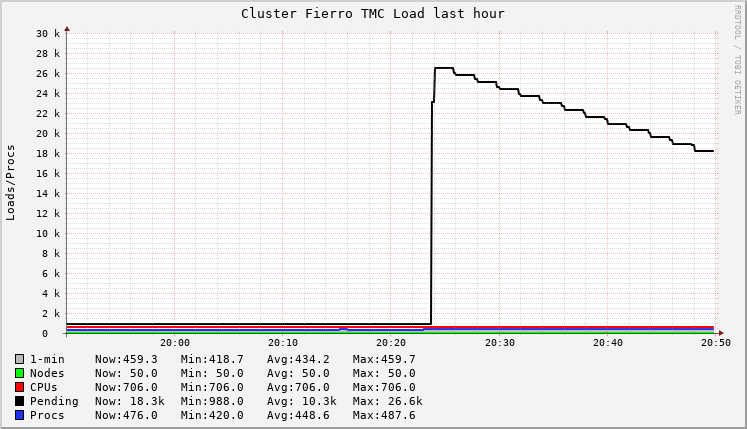 Cluster Fierro TMC Load last hour
RRDTOOL / TOBI OETIKER
Loads/Procs
30 k
28 k
26 k
24 k
22 k
20 k
18 k
16 k
14 k
12 k
10 k
8 k
6 k
4 k
2 k
0
20:00 20:10 20:20 20:30 20:40 20:50
1-min Now:459.3 Min:418.7 Avg:434.2 Max:459.7
Nodes Now: 50.0 Min: 50.0 Avg: 50.0 Max: 50.0
CPUs Now:706.0 Min:706.0 Avg:706.0 Max:706.0
Pending Now: 18.3k Min:988.0 Avg: 10.3k Max: 26.6k
Procs Now:476.0 Min:420.0 Avg:448.6 Max:487.6